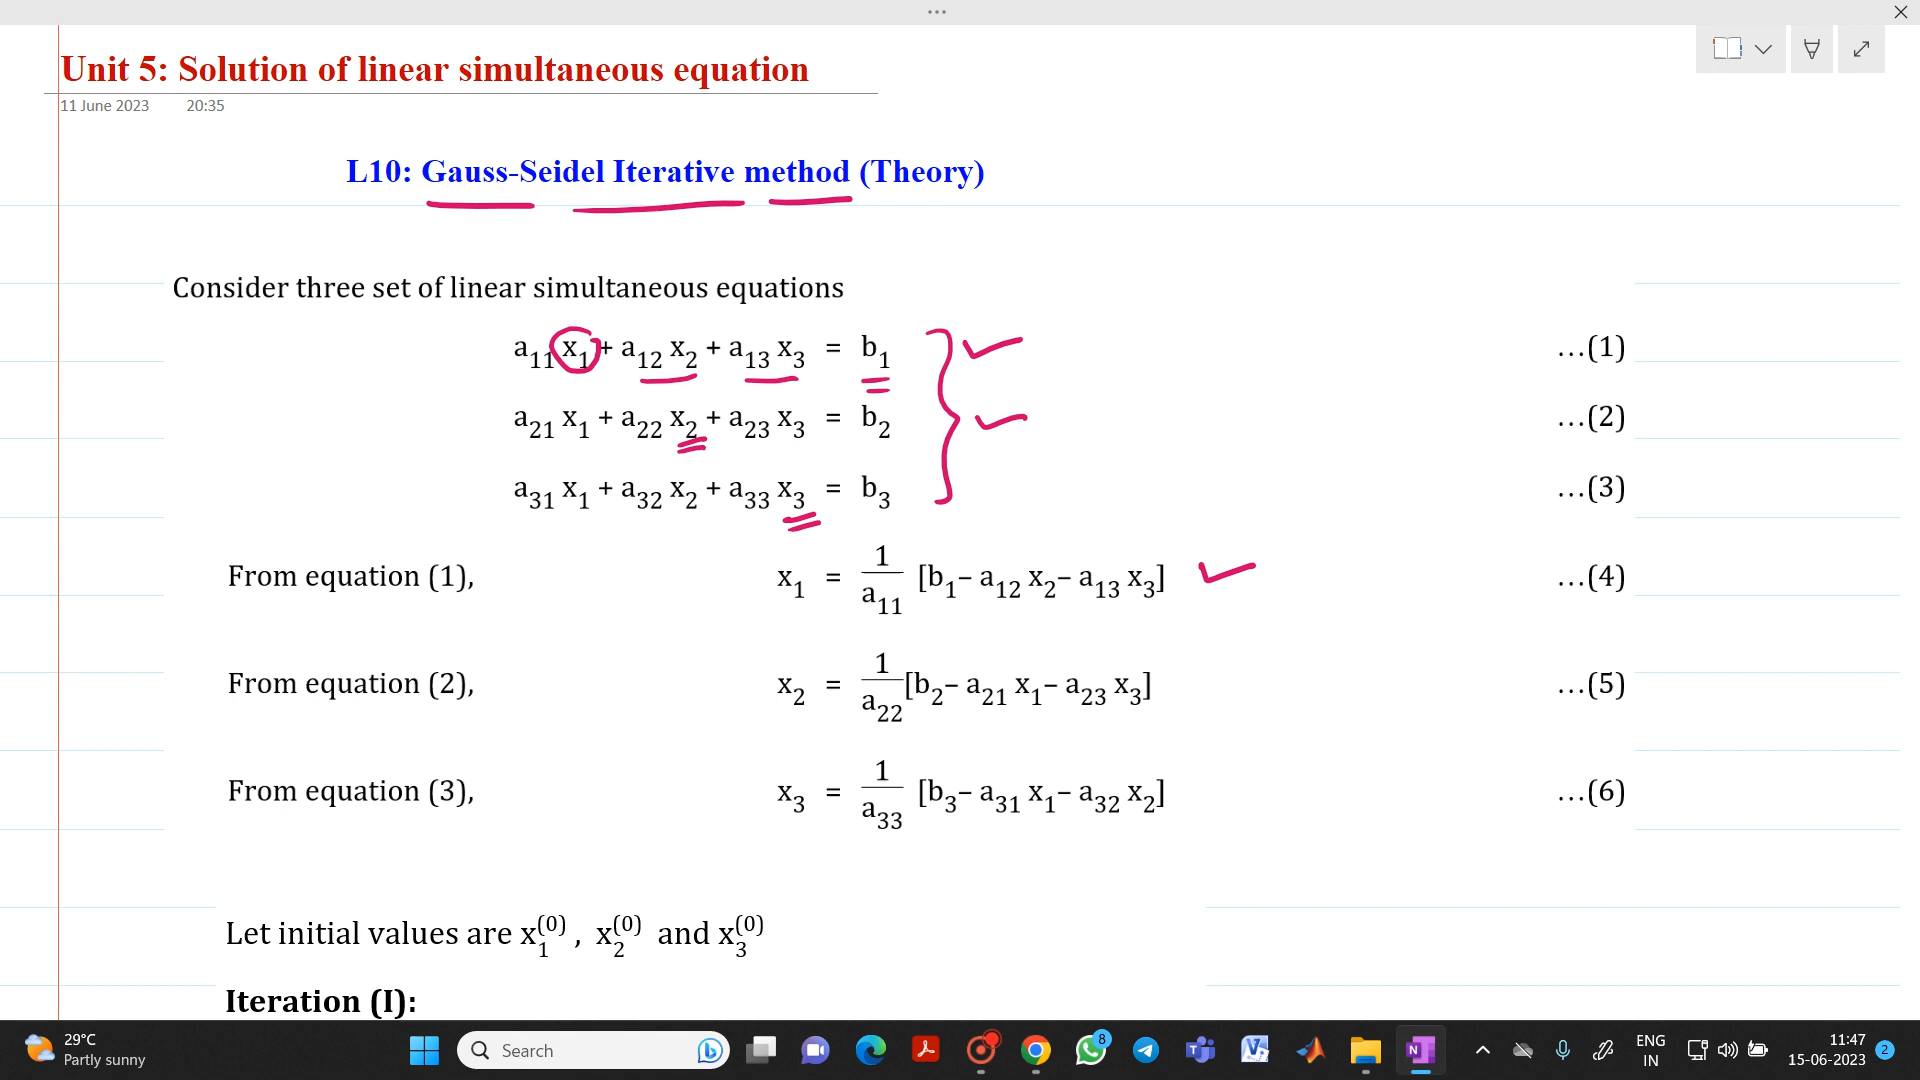 Unit 5: Solution of linear simultaneous equation
11 June 2023 20:35
L10: Gauss-Seidel Iterative method (Theory)
Consider three set of linear simultaneous equations
a₁₁ x₁ + a₁₂ x₂ + a₁₃ x₃ = b₁ …(1)
a₂₁ x₁ + a₂₂ x₂ + a₂₃ x₃ = b₂ …(2)
a₃₁ x₁ + a₃₂ x₂ + a₃₃ x₃ = b₃ …(3)
From equation (1), x₁ = 1/a₁₁ [b₁– a₁₂ x₂– a₁₃ x₃] …(4)
From equation (2), x₂ = 1/a₂₂ [b₂– a₂₁ x₁– a₂₃ x₃] …(5)
From equation (3), x₃ = 1/a₃₃ [b₃– a₃₁ x₁– a₃₂ x₂] …(6)
Let initial values are x₁⁽⁰⁾ , x₂⁽⁰⁾ and x₃⁽⁰⁾
Iteration (I):
29°C
Partly sunny
Search
8
ENG
IN
11:47
15-06-2023
2